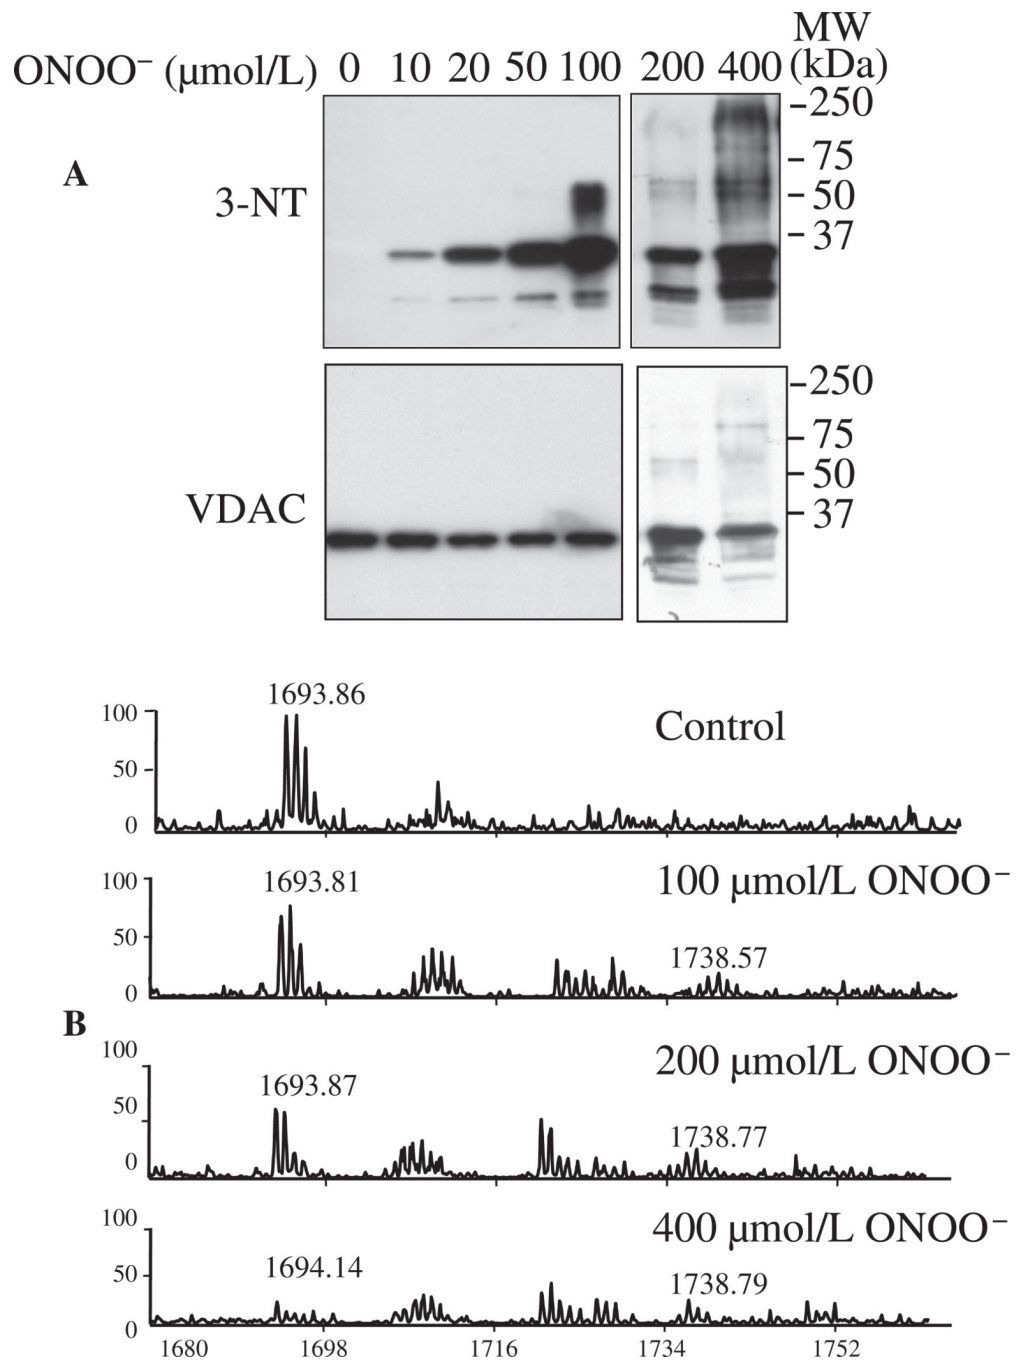 MW
ONOO⁻ (µmol/L) 0 10 20 50 100 200 400 (kDa)
A
3-NT
-250
-75
-50
-37
VDAC
-250
-75
-50
-37
B
1693.86
Control
100
50
0
1693.81
100 µmol/L ONOO⁻
1738.57
100
50
0
1693.87
200 µmol/L ONOO⁻
1738.77
100
50
0
1694.14
400 µmol/L ONOO⁻
1738.79
100
50
0
1680 1698 1716 1734 1752